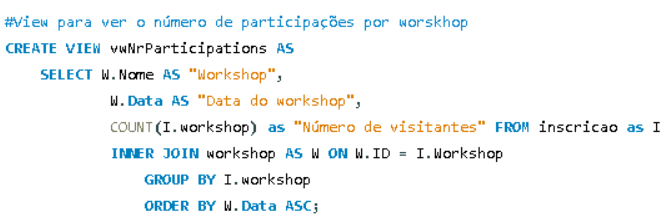 #View para ver o número de participações por worskhop
CREATE VIEW vwNrParticipations AS
SELECT W.Nome AS "Workshop",
W.Data AS "Data do workshop",
COUNT(I.workshop) as "Número de visitantes" FROM inscricao as I
INNER JOIN workshop AS W ON W.ID = I.Workshop
GROUP BY I.workshop
ORDER BY W.Data ASC;